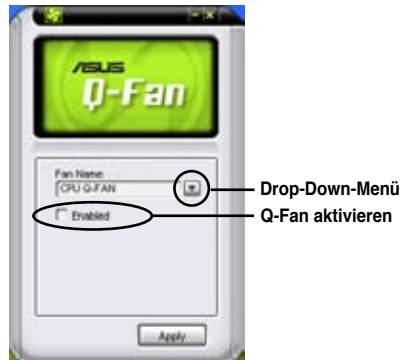 ASUS
Q-Fan
Fan Name:
CPU Q-FAN
Drop-Down-Menü
Enabled
Q-Fan aktivieren
Apply